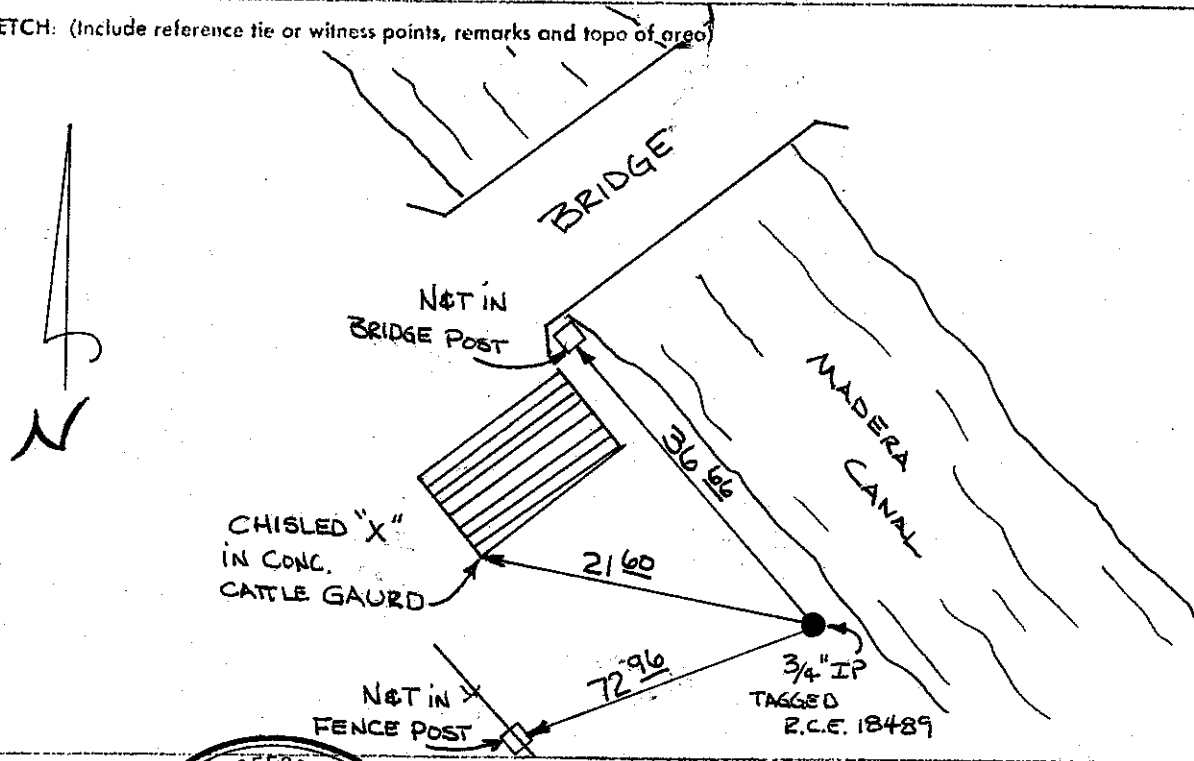 ETCH: (Include reference tie or witness points, remarks and topo of area)
BRIDGE
N&T IN
BRIDGE POST
MADERA
CANAL
36 66
CHISLED "X"
IN CONC.
CATTLE GAURD
21 60
3/4" IP
TAGGED
R.C.E. 18489
72 96
N&T IN
FENCE POST
N